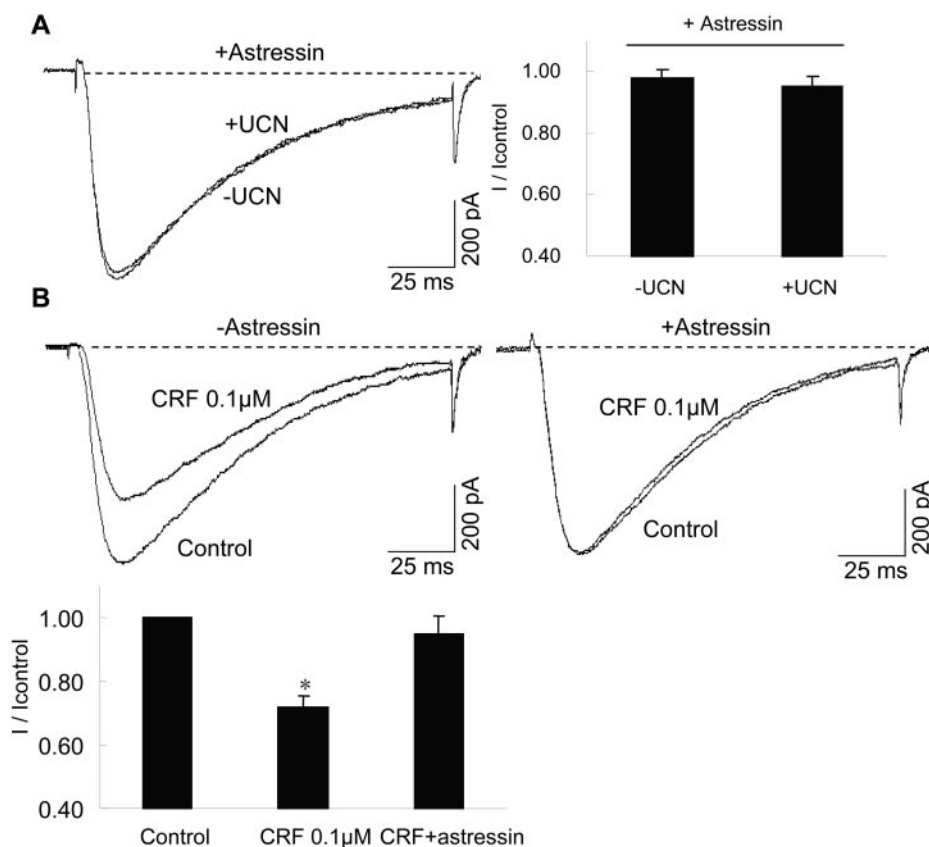 A
+Astressin
+UCN
-UCN
200 pA
25 ms
+ Astressin
I / Icontrol
1.00
0.80
0.60
0.40
-UCN
+UCN
B
-Astressin
CRF 0.1µM
Control
200 pA
25 ms
+Astressin
CRF 0.1µM
Control
200 pA
25 ms
I / Icontrol
1.00
0.80
0.60
0.40
*
Control CRF 0.1µM CRF+astressin